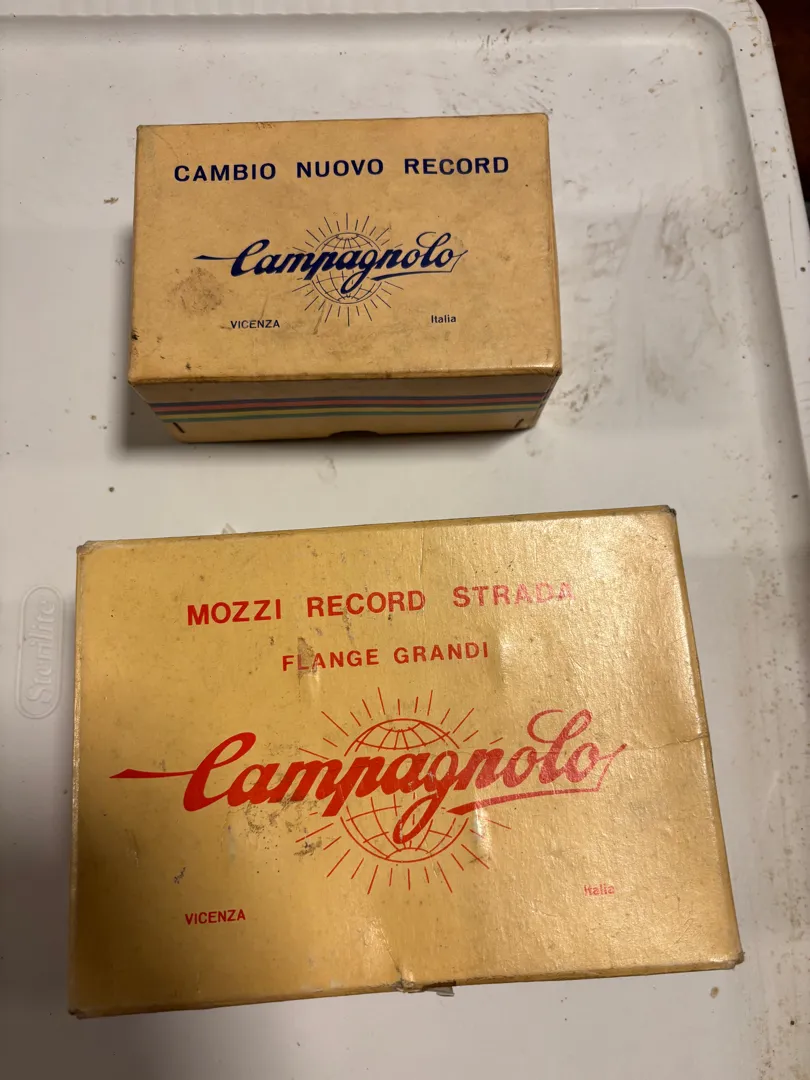 CAMBIO NUOVO RECORD
Campagnolo
VICENZA Italia
MOZZI RECORD STRADA
FLANGE GRANDI
Campagnolo
Italia
VICENZA
Sterilite